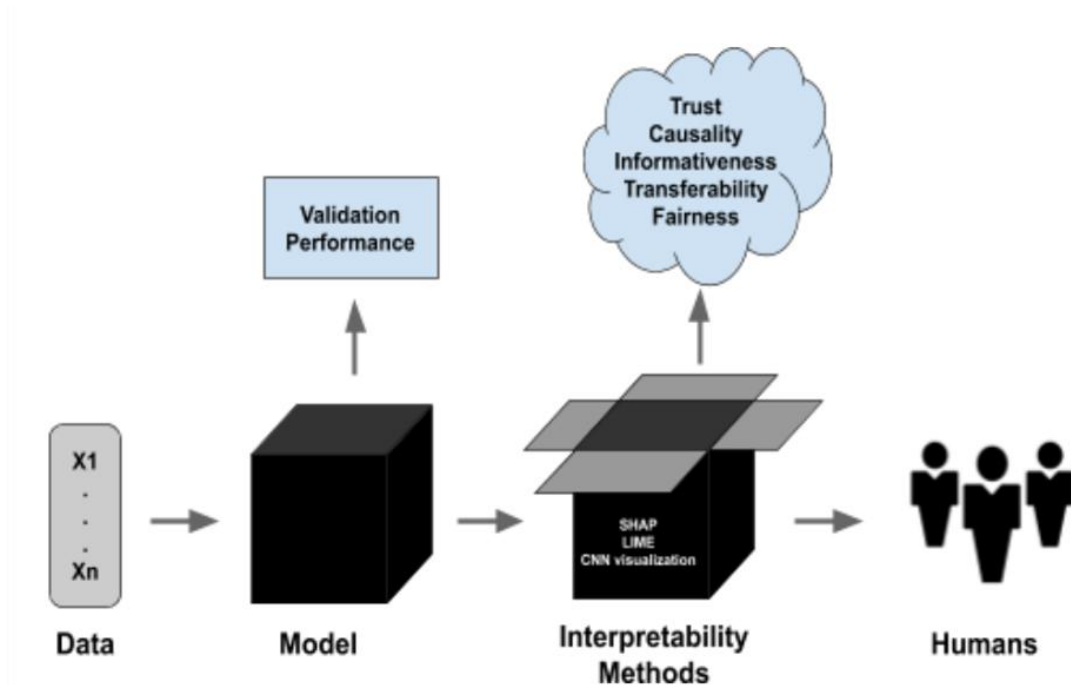 Trust
Causality
Informativeness
Transferability
Fairness
Validation
Performance
X1
.
.
.
Xn
SHAP
LIME
CNN visualization
Data
Model
Interpretability
Methods
Humans